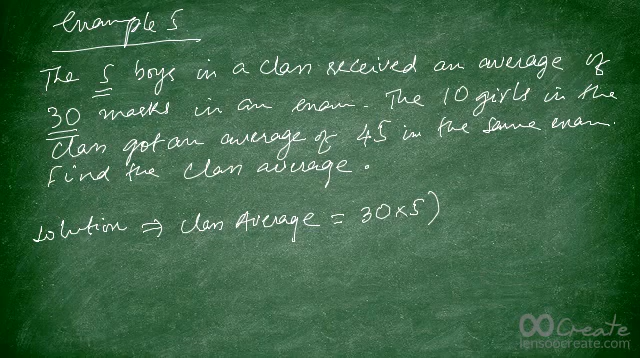 Example 5
The 5 boys in a class received an average of
30 marks in an exam. The 10 girls in the
class got an average of 45 in the same exam.
Find the class average.
Solution ⇒ class Average = 30×5)
Create
lensoocreate.com